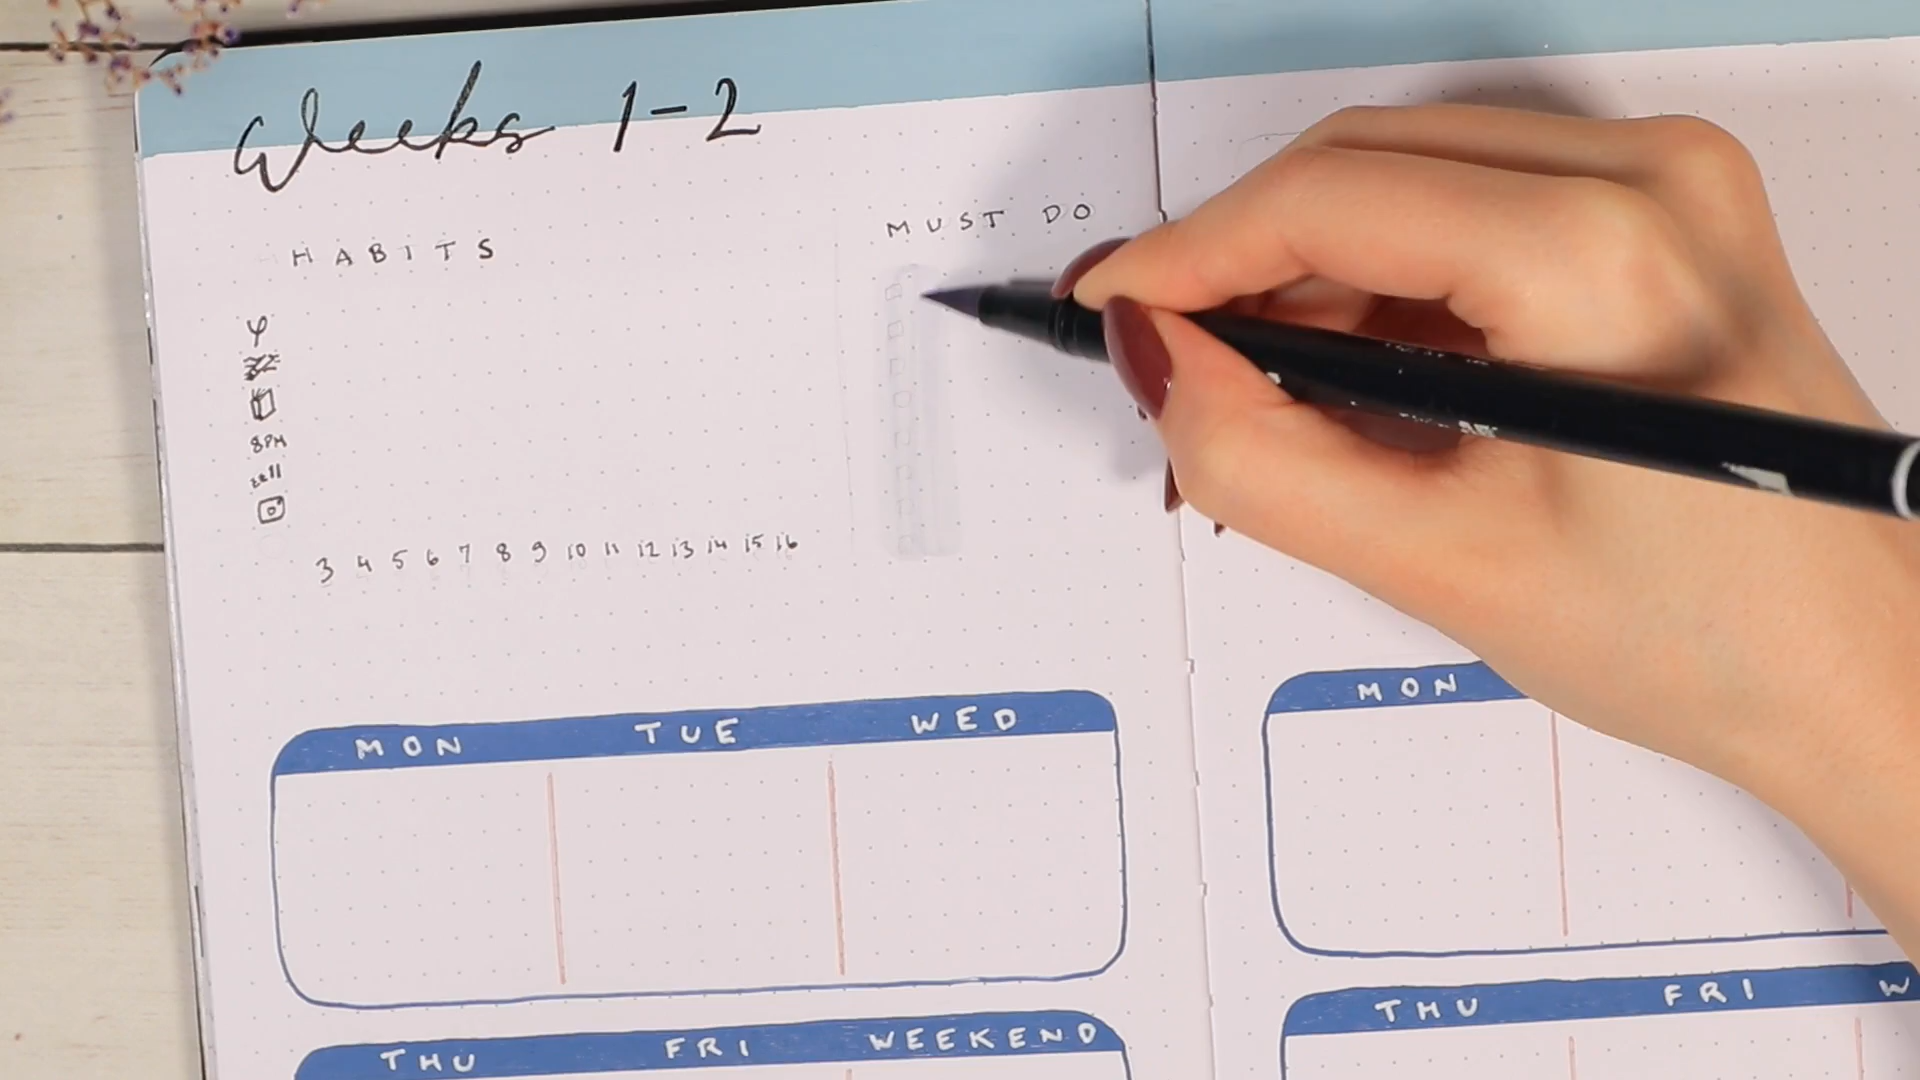 Weeks 1-2
HABITS
MUST DO
8PM
3 4 5 6 7 8 9 10 11 12 13 14 15 16
MON TUE WED
THU FRI WEEKEND
MON
THU FRI W